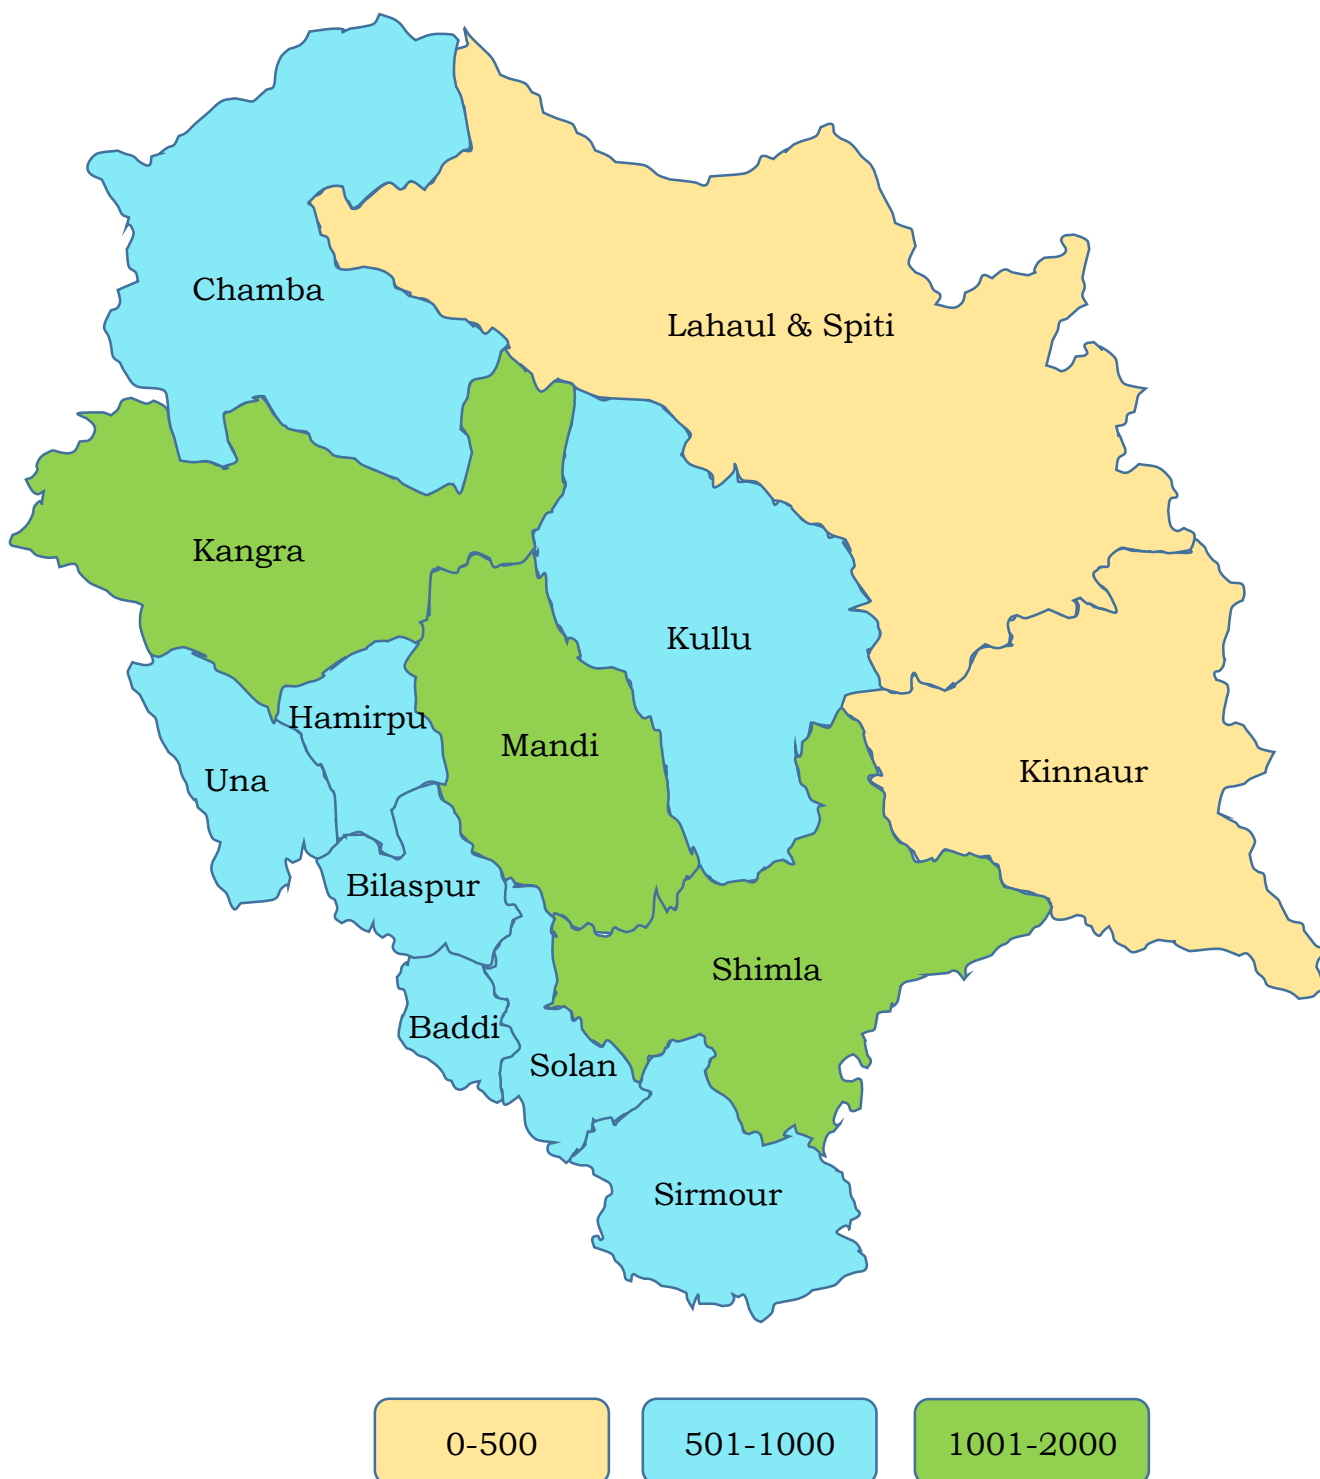 Chamba
Lahaul & Spiti
Kangra
Kullu
Hamirpu
Mandi
Una
Kinnaur
Bilaspur
Shimla
Baddi
Solan
Sirmour
0-500
501-1000
1001-2000